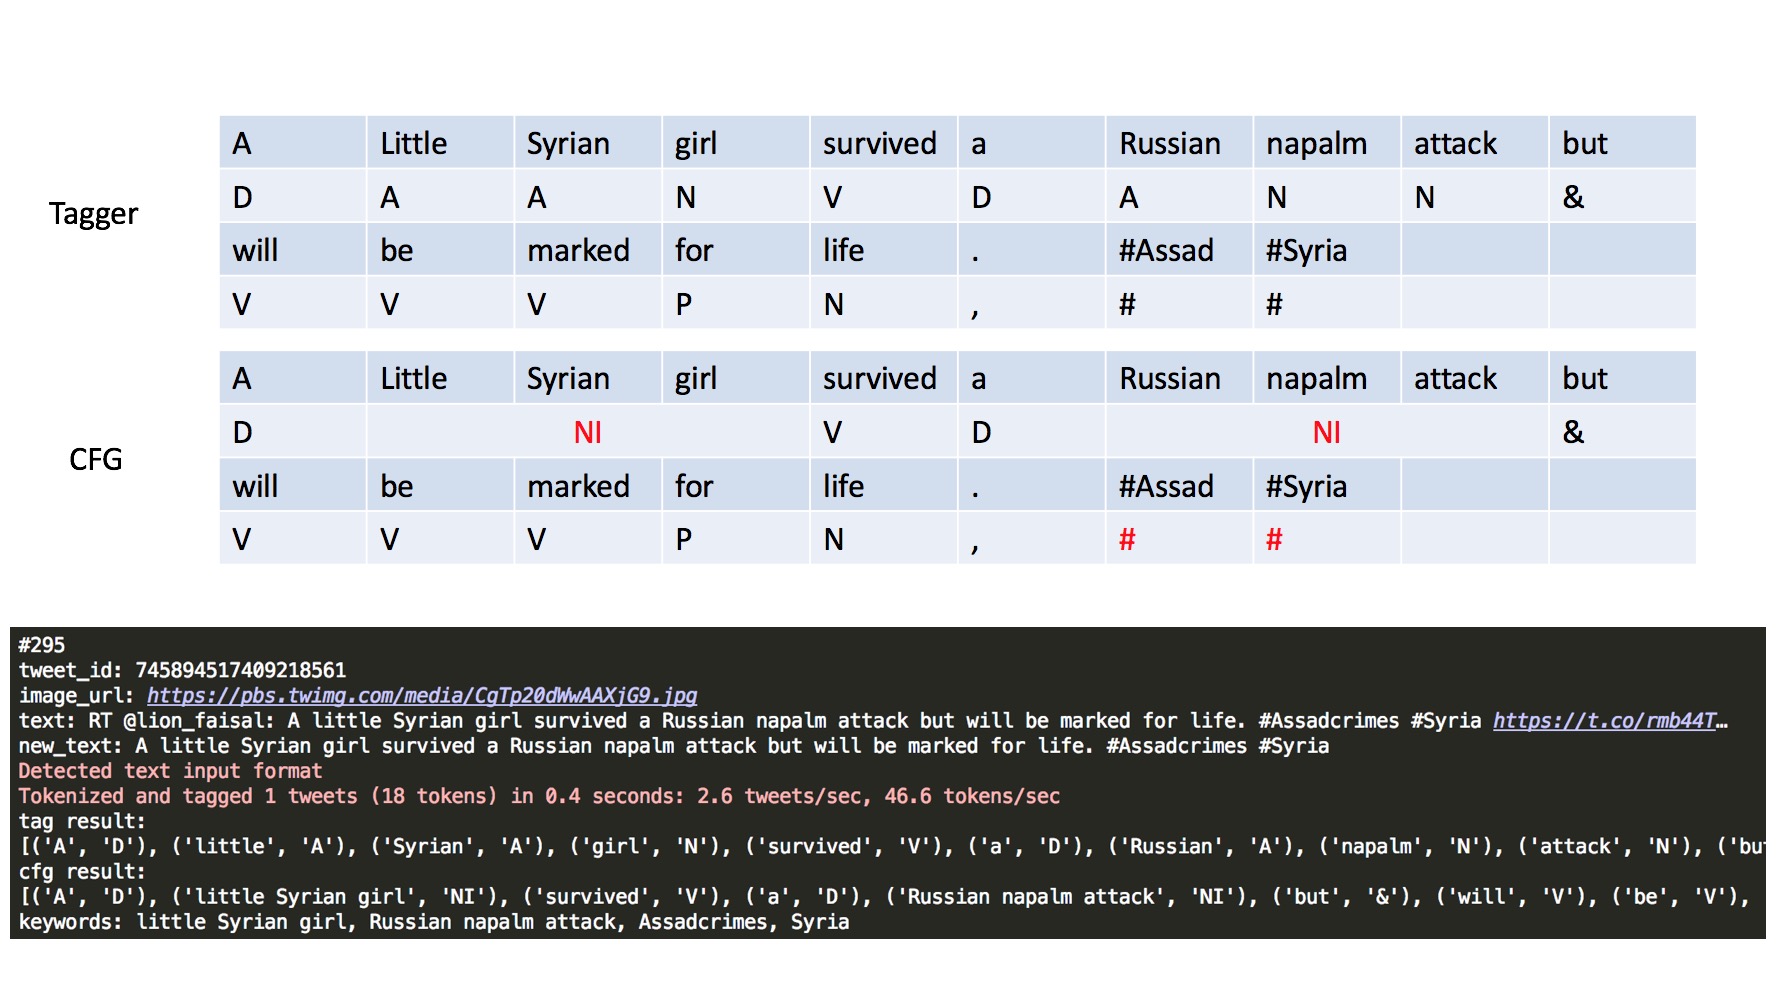 A Little Syrian girl survived a Russian napalm attack but
Tagger
D A A N V D A N N &
will be marked for life . #Assad #Syria
V V V P N , # #
A Little Syrian girl survived a Russian napalm attack but
D NI V D NI &
CFG
will be marked for life . #Assad #Syria
V V V P N , # #
#295
tweet_id: 745894517409218561
image_url: https://pbs.twimg.com/media/CgTp20dWwAAXjG9.jpg
text: RT @lion_faisal: A little Syrian girl survived a Russian napalm attack but will be marked for life. #Assadcrimes #Syria https://t.co/rmb44T…
new_text: A little Syrian girl survived a Russian napalm attack but will be marked for life. #Assadcrimes #Syria
Detected text input format
Tokenized and tagged 1 tweets (18 tokens) in 0.4 seconds: 2.6 tweets/sec, 46.6 tokens/sec
tag result:
[('A', 'D'), ('little', 'A'), ('Syrian', 'A'), ('girl', 'N'), ('survived', 'V'), ('a', 'D'), ('Russian', 'A'), ('napalm', 'N'), ('attack', 'N'), ('bu
cfg result:
[('A', 'D'), ('little Syrian girl', 'NI'), ('survived', 'V'), ('a', 'D'), ('Russian napalm attack', 'NI'), ('but', '&'), ('will', 'V'), ('be', 'V'),
keywords: little Syrian girl, Russian napalm attack, Assadcrimes, Syria